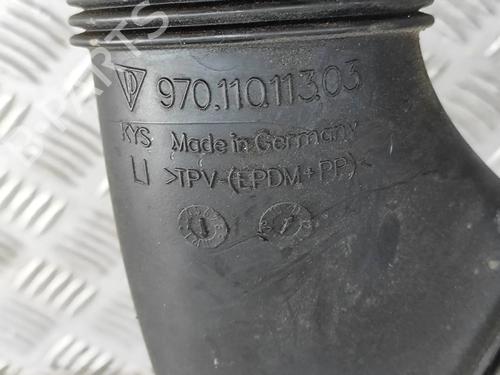 970.110.113.03
KYS Made in Germany
LI >TPV-(EPDM+PP)<